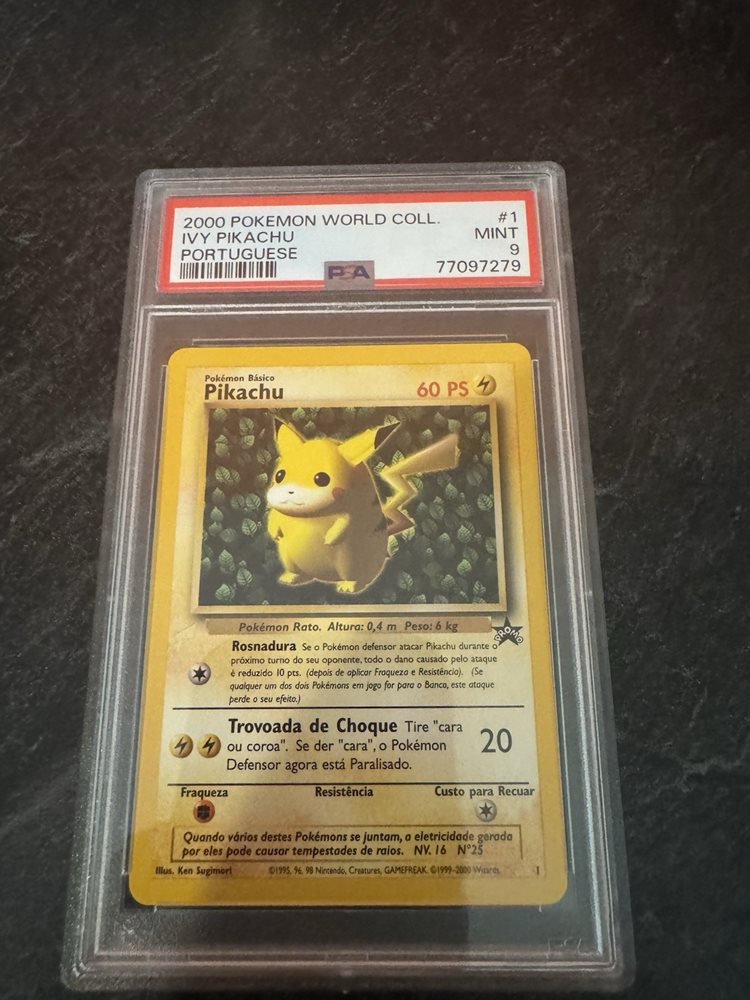 2000 POKEMON WORLD COLL. #1
IVY PIKACHU MINT
PORTUGUESE 9
PSA 77097279
Pokémon Básico
Pikachu 60 PS
Pokémon Rato. Altura: 0,4 m Peso: 6 kg
PROMO
Rosnadura Se o Pokémon defensor atacar Pikachu durante o
próximo turno do seu oponente, todo o dano causado pelo ataque
é reduzido 10 pts. (depois de aplicar Fraqueza e Resistência). (Se
qualquer um dos dois Pokémons em jogo for para o Banco, este ataque
perde o seu efeito.)
Trovoada de Choque Tire "cara
ou coroa". Se der "cara", o Pokémon 20
Defensor agora está Paralisado.
Fraqueza Resistência Custo para Recuar
Quando vários destes Pokémons se juntam, a eletricidade gerada
por eles pode causar tempestades de raios. NV. 16 N°25
Illus. Ken Sugimori ©1995, 96, 98 Nintendo, Creatures, GAMEFREAK. ©1999-2000 Wizards. 1